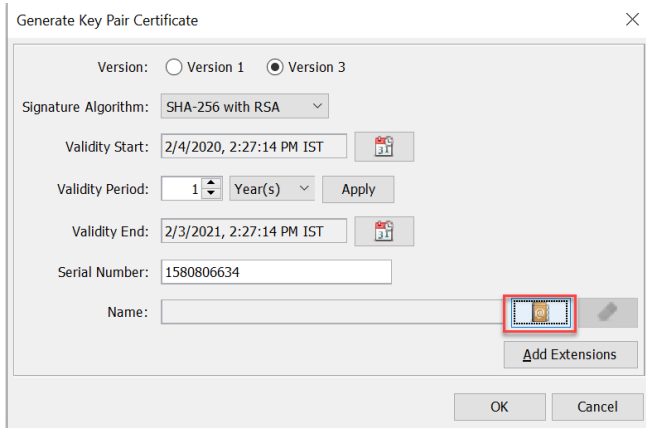 Generate Key Pair Certificate
Version: Version 1 Version 3
Signature Algorithm: SHA-256 with RSA
Validity Start: 2/4/2020, 2:27:14 PM IST
Validity Period: 1 Year(s) Apply
Validity End: 2/3/2021, 2:27:14 PM IST
Serial Number: 1580806634
Name:
Add Extensions
OK Cancel